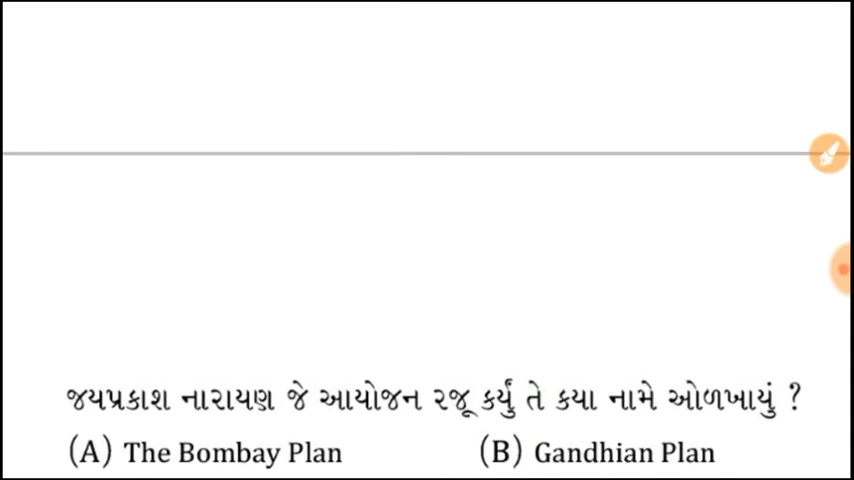 જયપ્રકાશ નારાયણ જે આયોજન રજૂ કર્યું તે કયા નામે ઓળખાયું ?
(A) The Bombay Plan (B) Gandhian Plan